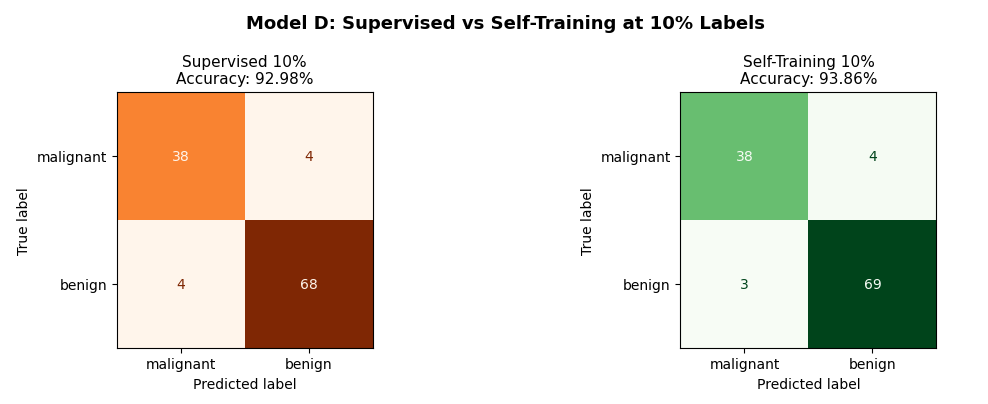 Model D: Supervised vs Self-Training at 10% Labels
Supervised 10%
Accuracy: 92.98%
True label
malignant
38
4
benign
4
68
malignant
benign
Predicted label
Self-Training 10%
Accuracy: 93.86%
True label
malignant
38
4
benign
3
69
malignant
benign
Predicted label